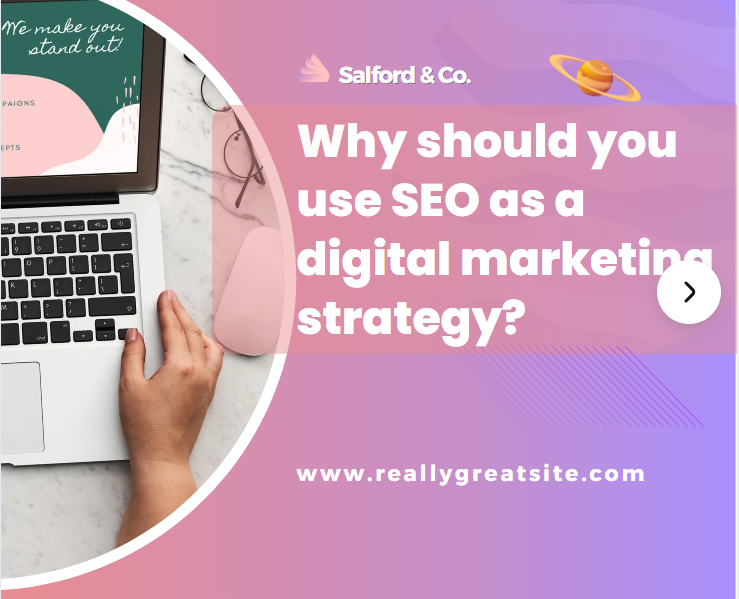 We make you
stand out!
PAIGNS
EPTS
Salford & Co.
Why should you
use SEO as a
digital marketing
strategy?
www.reallygreatsite.com